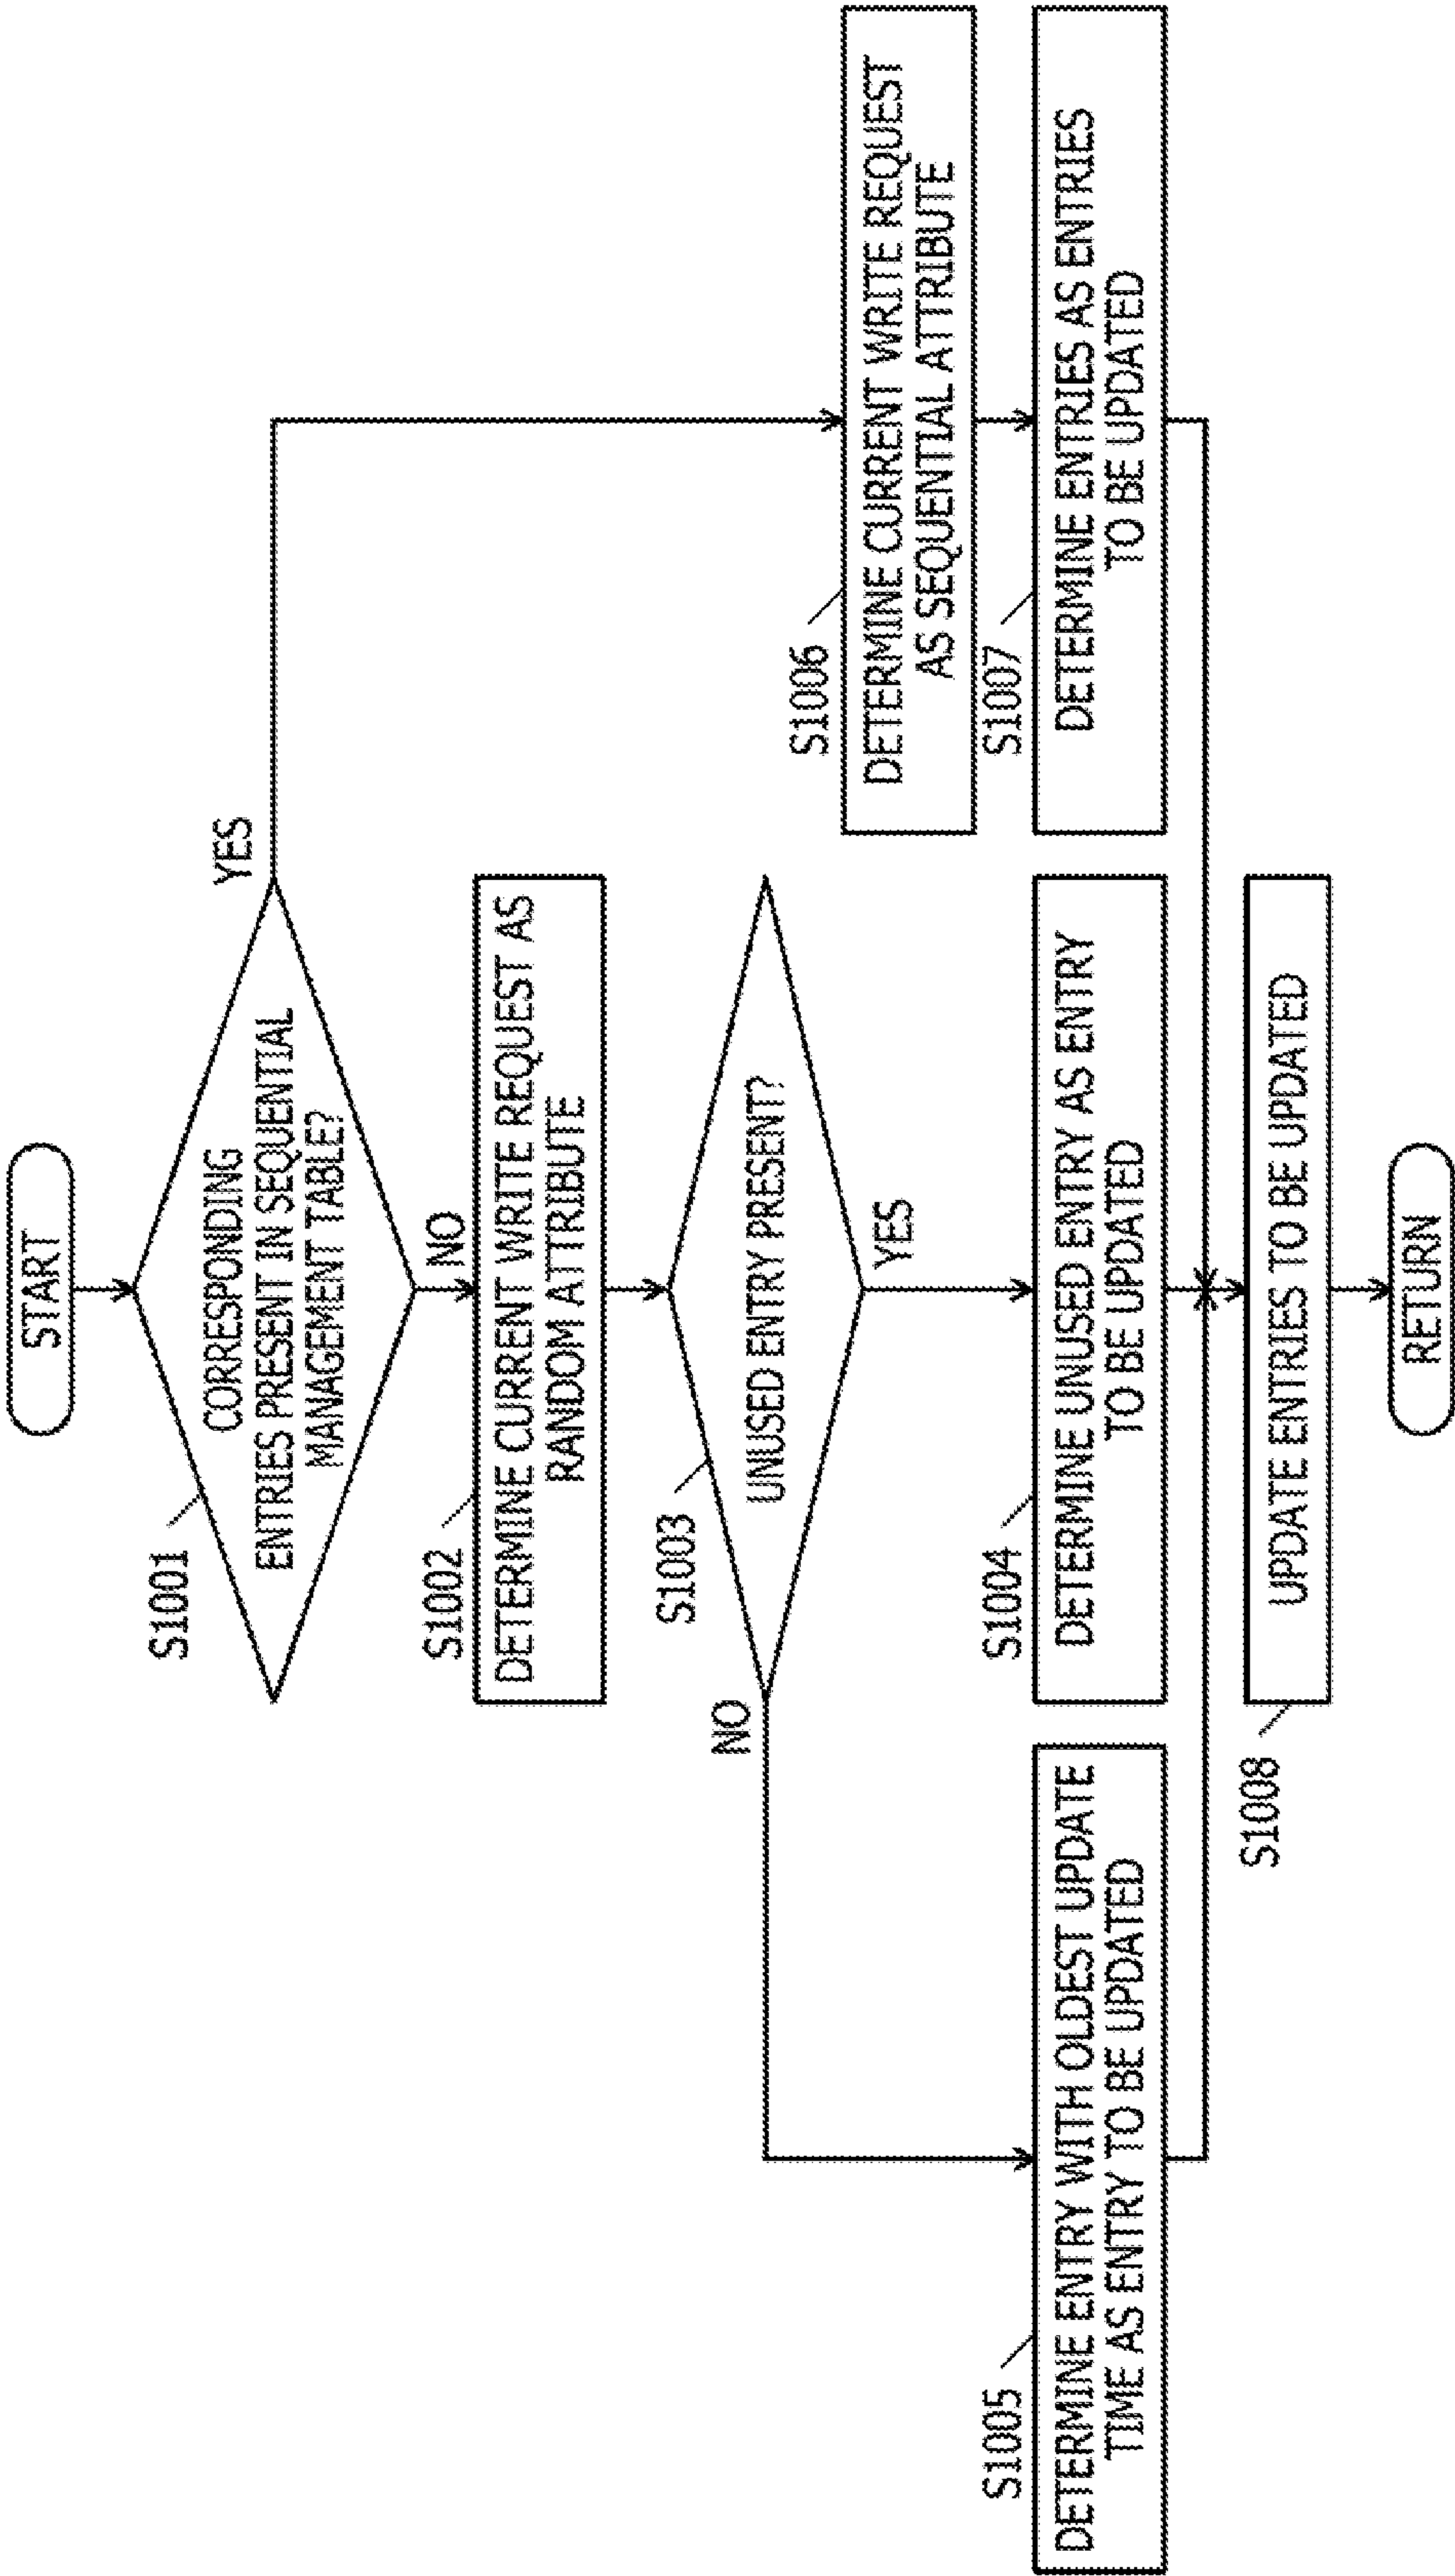 START
S1001
CORRESPONDING
ENTRIES PRESENT IN SEQUENTIAL
MANAGEMENT TABLE?
YES
NO
S1002
DETERMINE CURRENT WRITE REQUEST AS
RANDOM ATTRIBUTE
S1003
UNUSED ENTRY PRESENT?
NO
YES
S1006
DETERMINE CURRENT WRITE REQUEST
AS SEQUENTIAL ATTRIBUTE
S1005
DETERMINE ENTRY WITH OLDEST UPDATE
TIME AS ENTRY TO BE UPDATED
S1004
DETERMINE UNUSED ENTRY AS ENTRY
TO BE UPDATED
S1007
DETERMINE ENTRIES AS ENTRIES
TO BE UPDATED
S1008
UPDATE ENTRIES TO BE UPDATED
RETURN